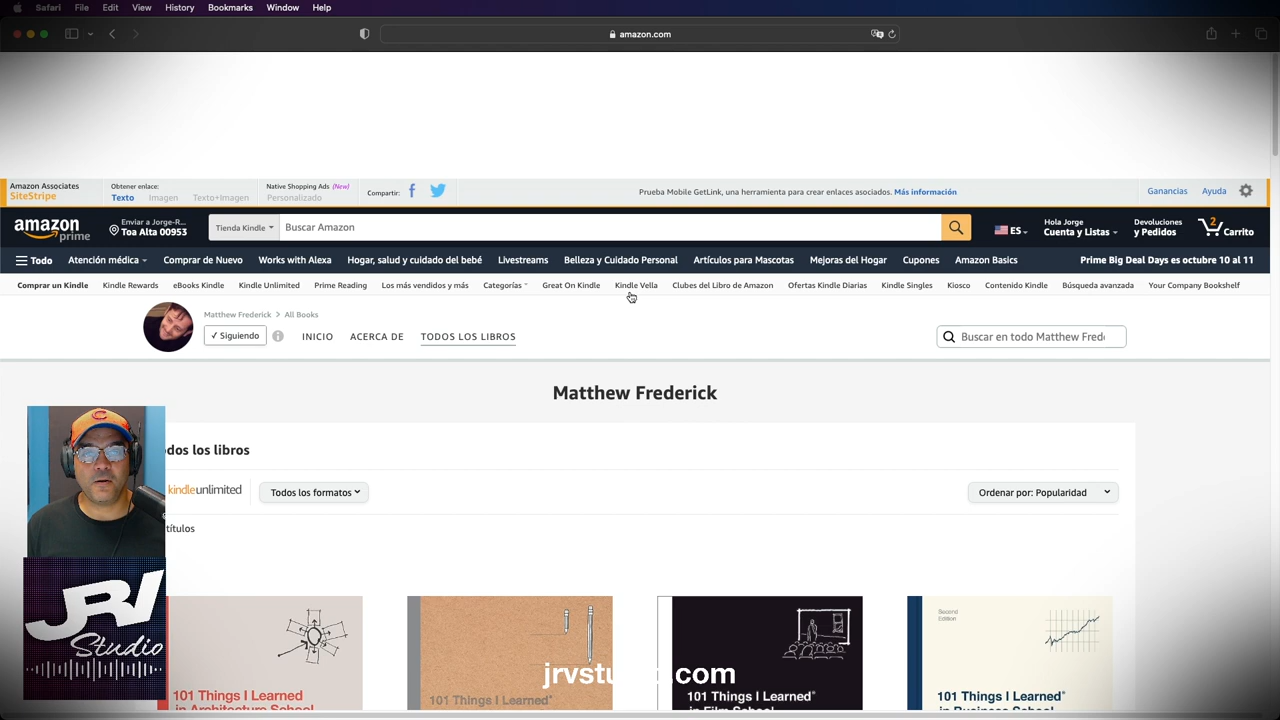 Safari File Edit View History Bookmarks Window Help
amazon.com
Amazon Associates
SiteStripe
Obtener enlace:
Texto Imagen Texto+Imagen
Native Shopping Ads (New)
Personalizado
Compartir:
Prueba Mobile GetLink, una herramienta para crear enlaces asociados. Más información
Ganancias Ayuda
amazon
prime
Enviar a Jorge-R...
Toa Alta 00953
Tienda Kindle
Buscar Amazon
ES
Hola Jorge
Cuenta y Listas
Devoluciones
y Pedidos
2
Carrito
Todo Atención médica Comprar de Nuevo Works with Alexa Hogar, salud y cuidado del bebé Livestreams Belleza y Cuidado Personal Artículos para Mascotas Mejores del Hogar Cupones Amazon Basics Prime Big Deal Days es octubre 10 al 11
Comprar un Kindle Kindle Rewards eBooks Kindle Kindle Unlimited Prime Reading Los más vendidos y más Categorías Great On Kindle Kindle Vella Clubes del Libro de Amazon Ofertas Kindle Diarias Kindle Singles Kiosco Contenido Kindle Búsqueda avanzada Your Company Bookshelf
Matthew Frederick > All Books
✓ Siguiendo
INICIO ACERCA DE TODOS LOS LIBROS
Buscar en todo Matthew Fred
Matthew Frederick
odos los libros
kindleunlimited
Todos los formatos
Ordenar por: Popularidad
títulos
101 Things I Learned
in Architecture School
101 Things I Learned®
101 Things I Learned®
in Film School
Second
Edition
101 Things I Learned®
in Business School
JRV
Studio
C